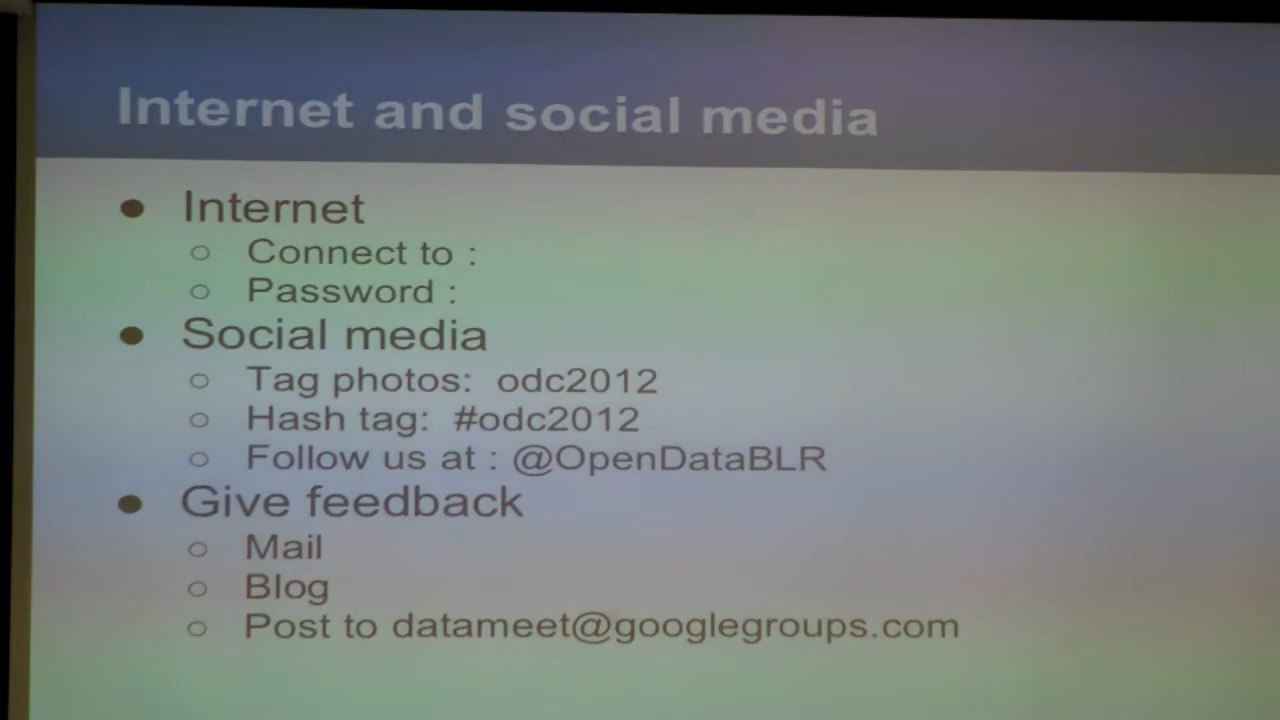 Internet and social media
● Internet
○ Connect to :
○ Password :
● Social media
○ Tag photos: odc2012
○ Hash tag: #odc2012
○ Follow us at : @OpenDataBLR
● Give feedback
○ Mail
○ Blog
○ Post to datameet@googlegroups.com